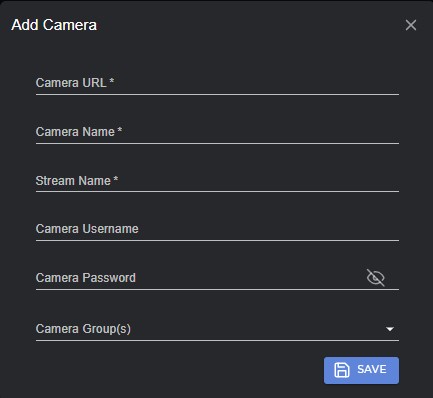 Add Camera
Camera URL *
Camera Name *
Stream Name *
Camera Username
Camera Password
Camera Group(s)
SAVE